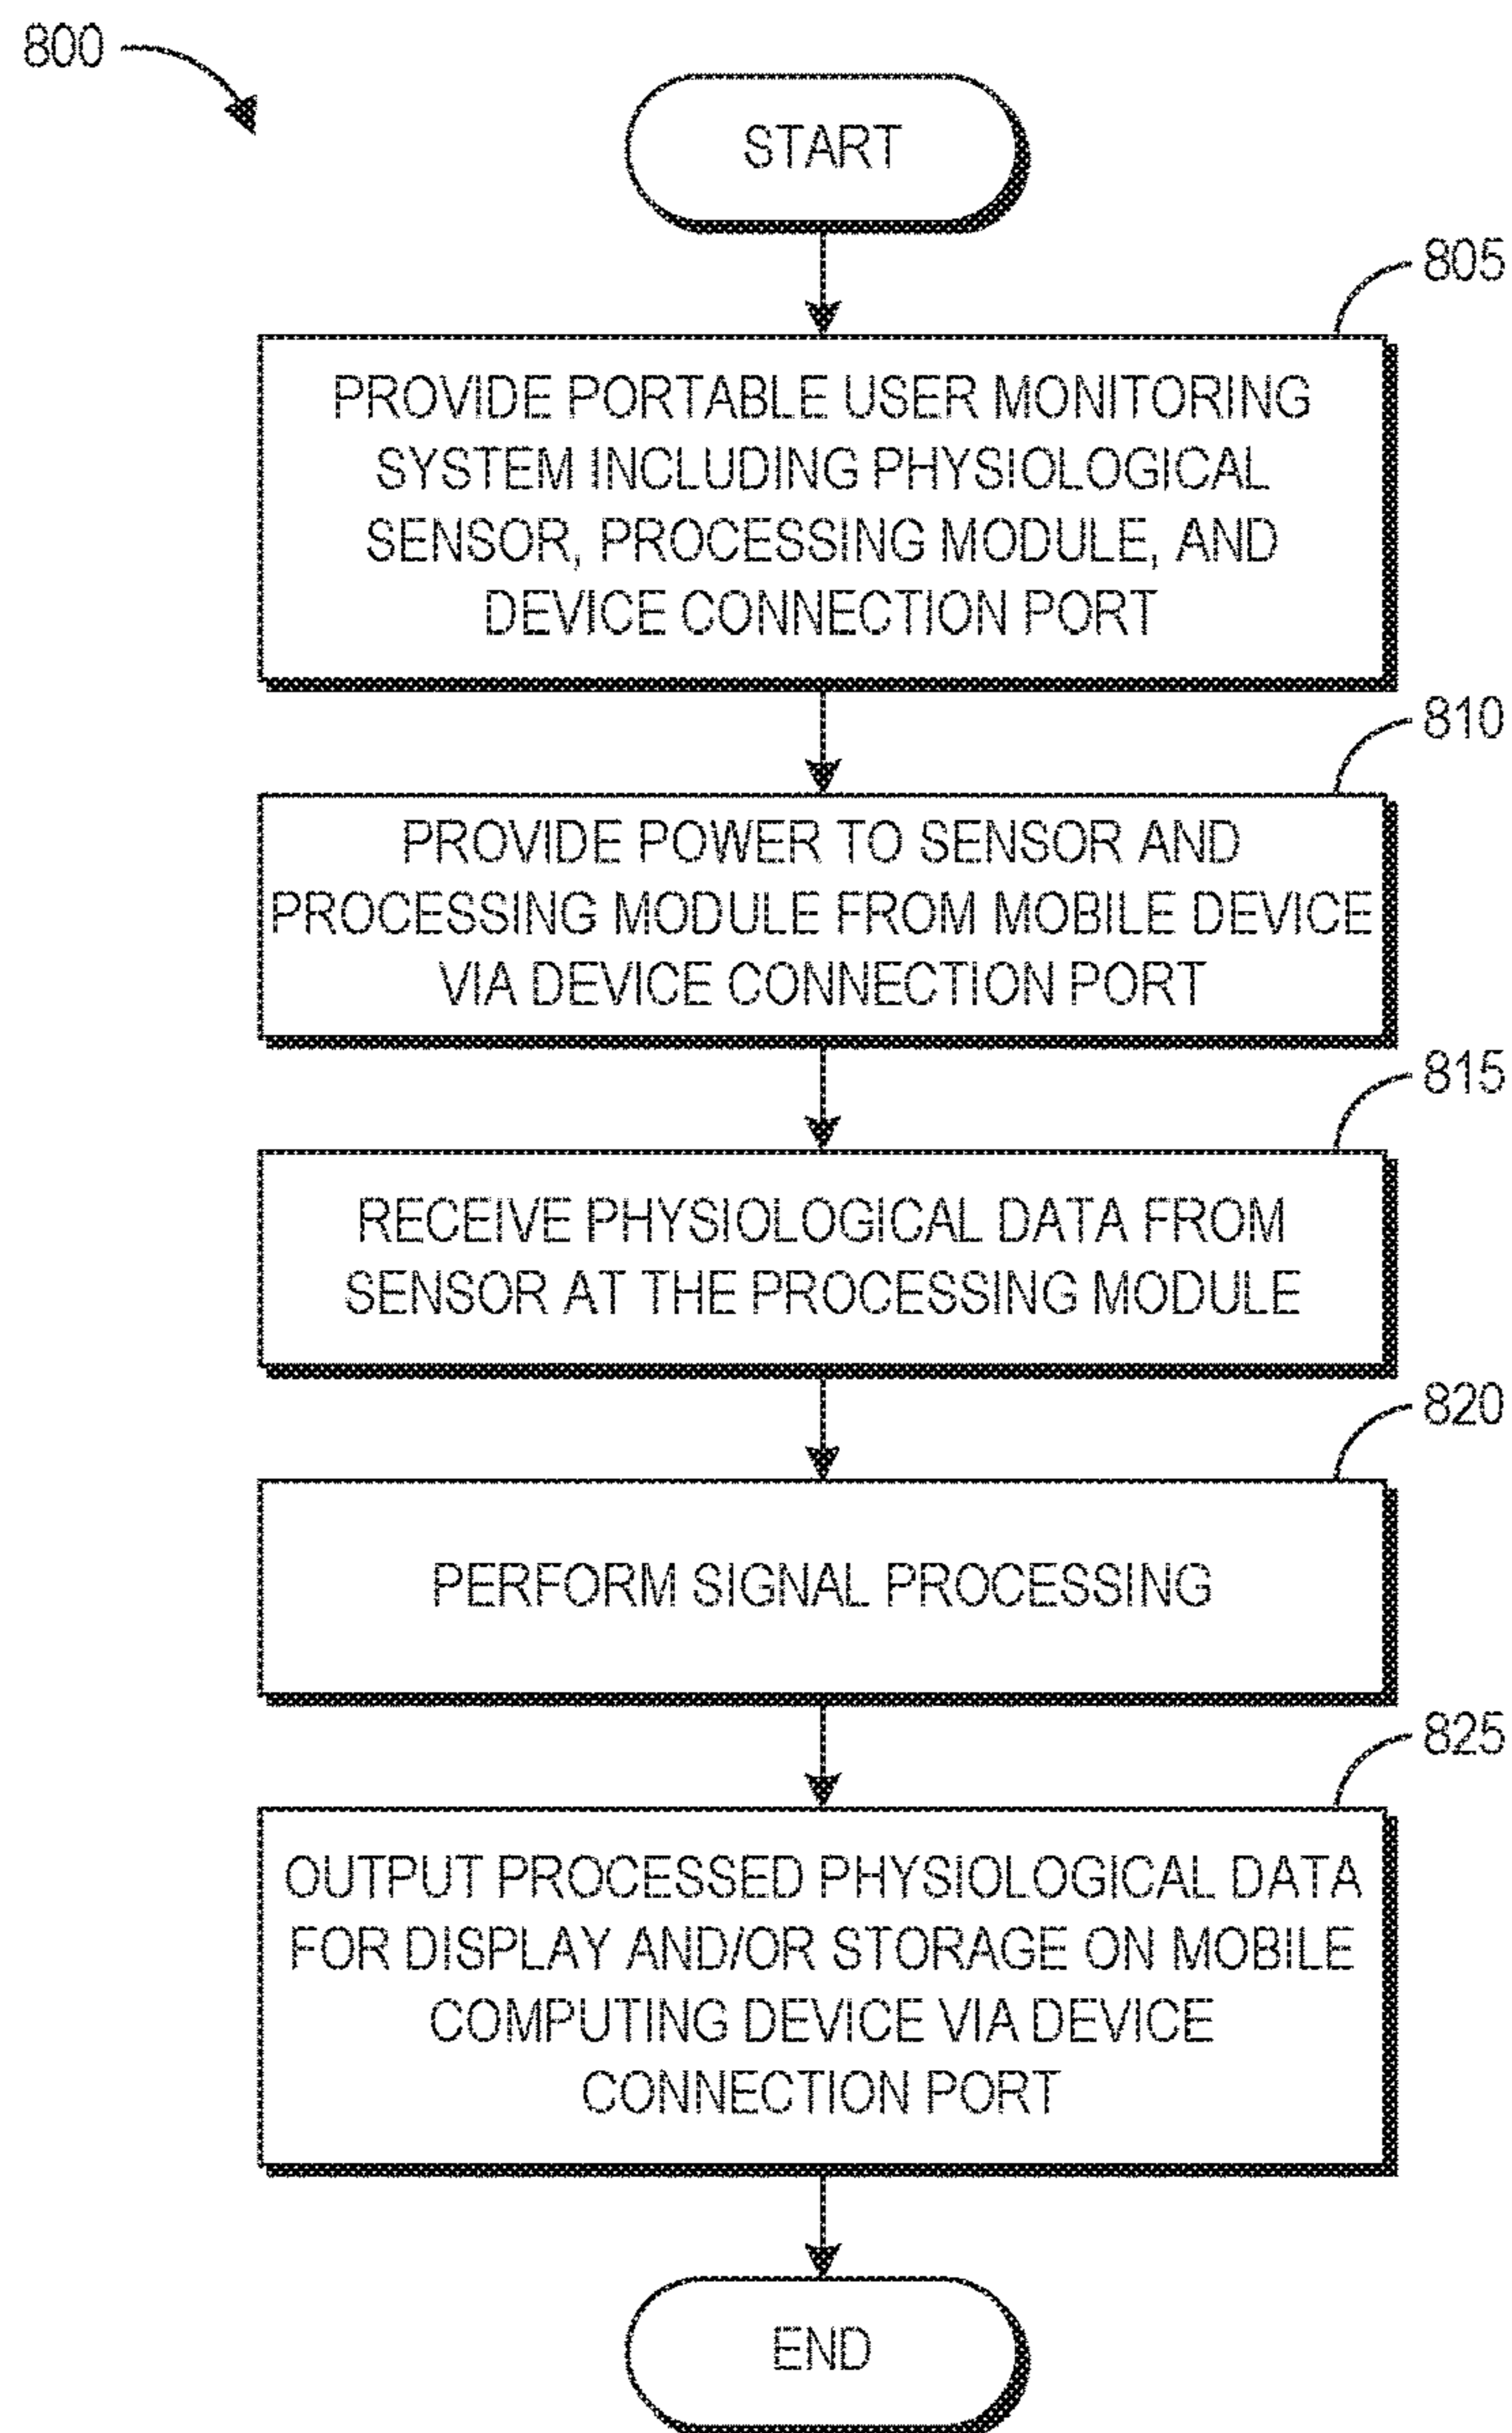 800
START
805
PROVIDE PORTABLE USER MONITORING
SYSTEM INCLUDING PHYSIOLOGICAL
SENSOR, PROCESSING MODULE, AND
DEVICE CONNECTION PORT
810
PROVIDE POWER TO SENSOR AND
PROCESSING MODULE FROM MOBILE DEVICE
VIA DEVICE CONNECTION PORT
815
RECEIVE PHYSIOLOGICAL DATA FROM
SENSOR AT THE PROCESSING MODULE
820
PERFORM SIGNAL PROCESSING
825
OUTPUT PROCESSED PHYSIOLOGICAL DATA
FOR DISPLAY AND/OR STORAGE ON MOBILE
COMPUTING DEVICE VIA DEVICE
CONNECTION PORT
END